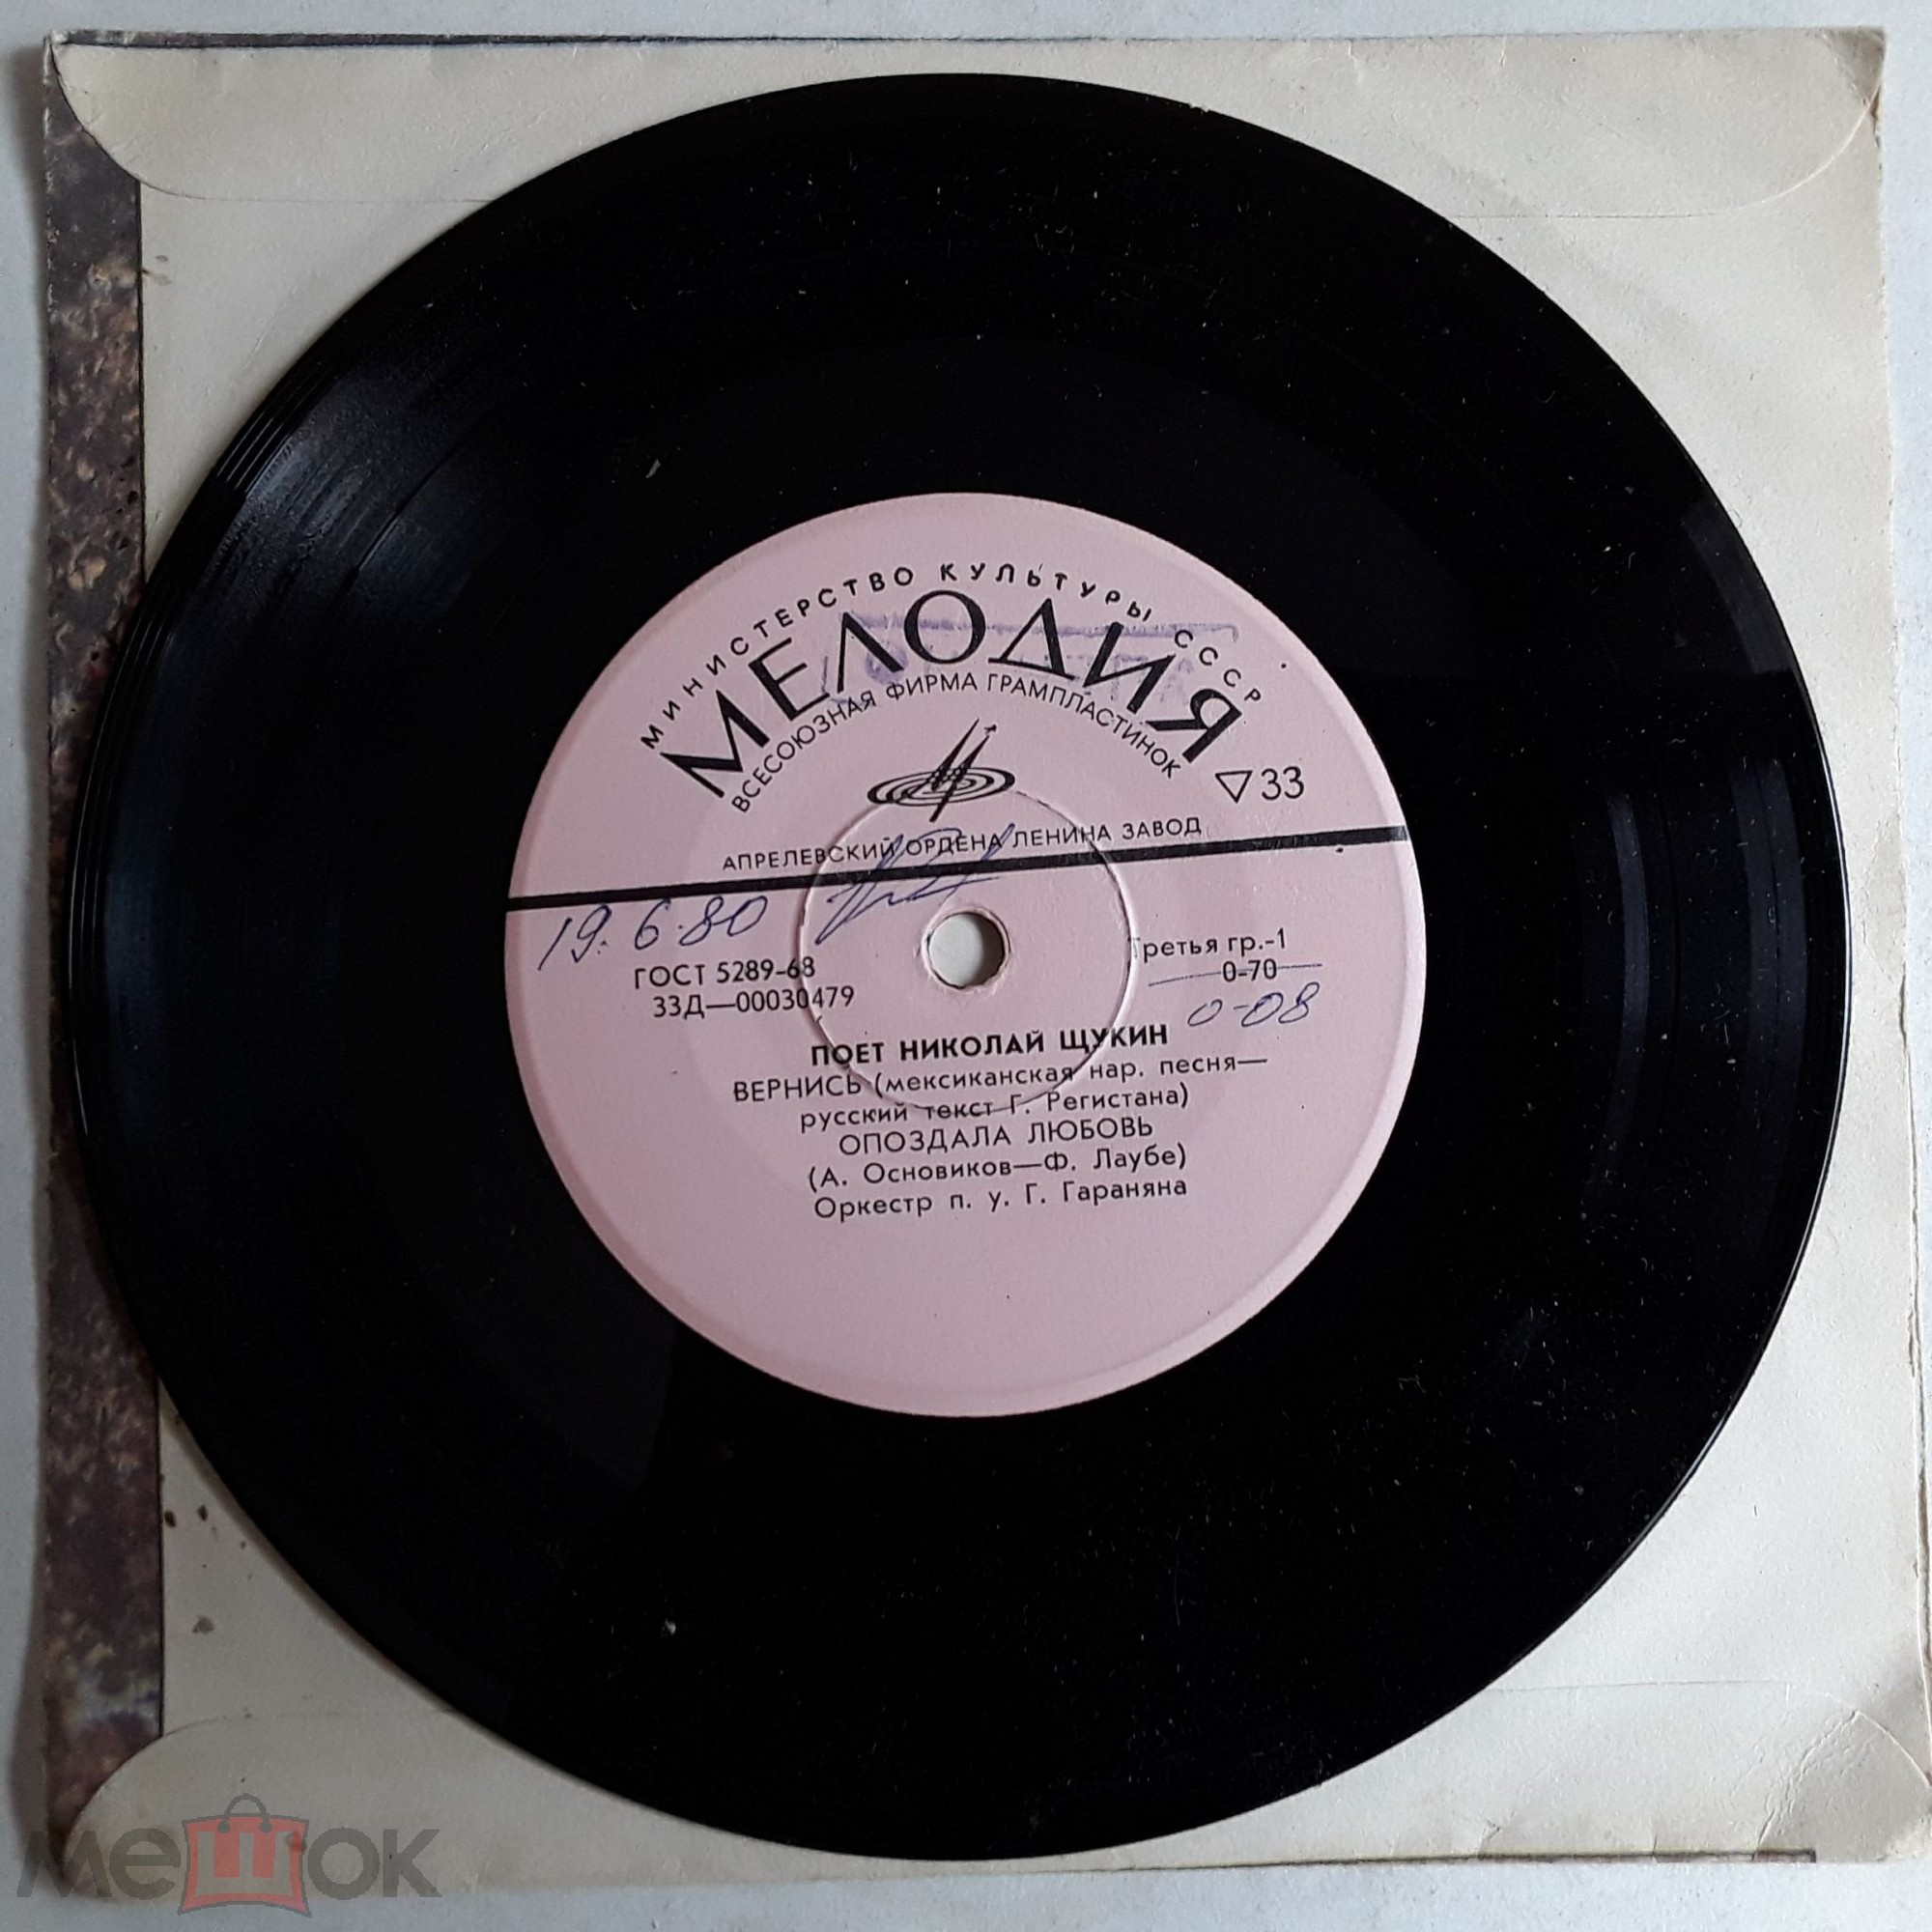 МИНИСТЕРСТВО КУЛЬТУРЫ СССР
МЕЛОДИЯ
ВСЕСОЮЗНАЯ ФИРМА ГРАМПЛАСТИНОК
33
АПРЕЛЕВСКИЙ ОРДЕНА ЛЕНИНА ЗАВОД
19.6.80
ГОСТ 5289-68
Третья гр.-1
33Д—00030479
0-70
0-08
ПОЕТ НИКОЛАЙ ЩУКИН
ВЕРНИСЬ (мексиканская нар. песня—
русский текст Г. Регистана)
ОПОЗДАЛА ЛЮБОВЬ
(А. Основиков—Ф. Лаубе)
Оркестр п. у. Г. Гараняна
мешок